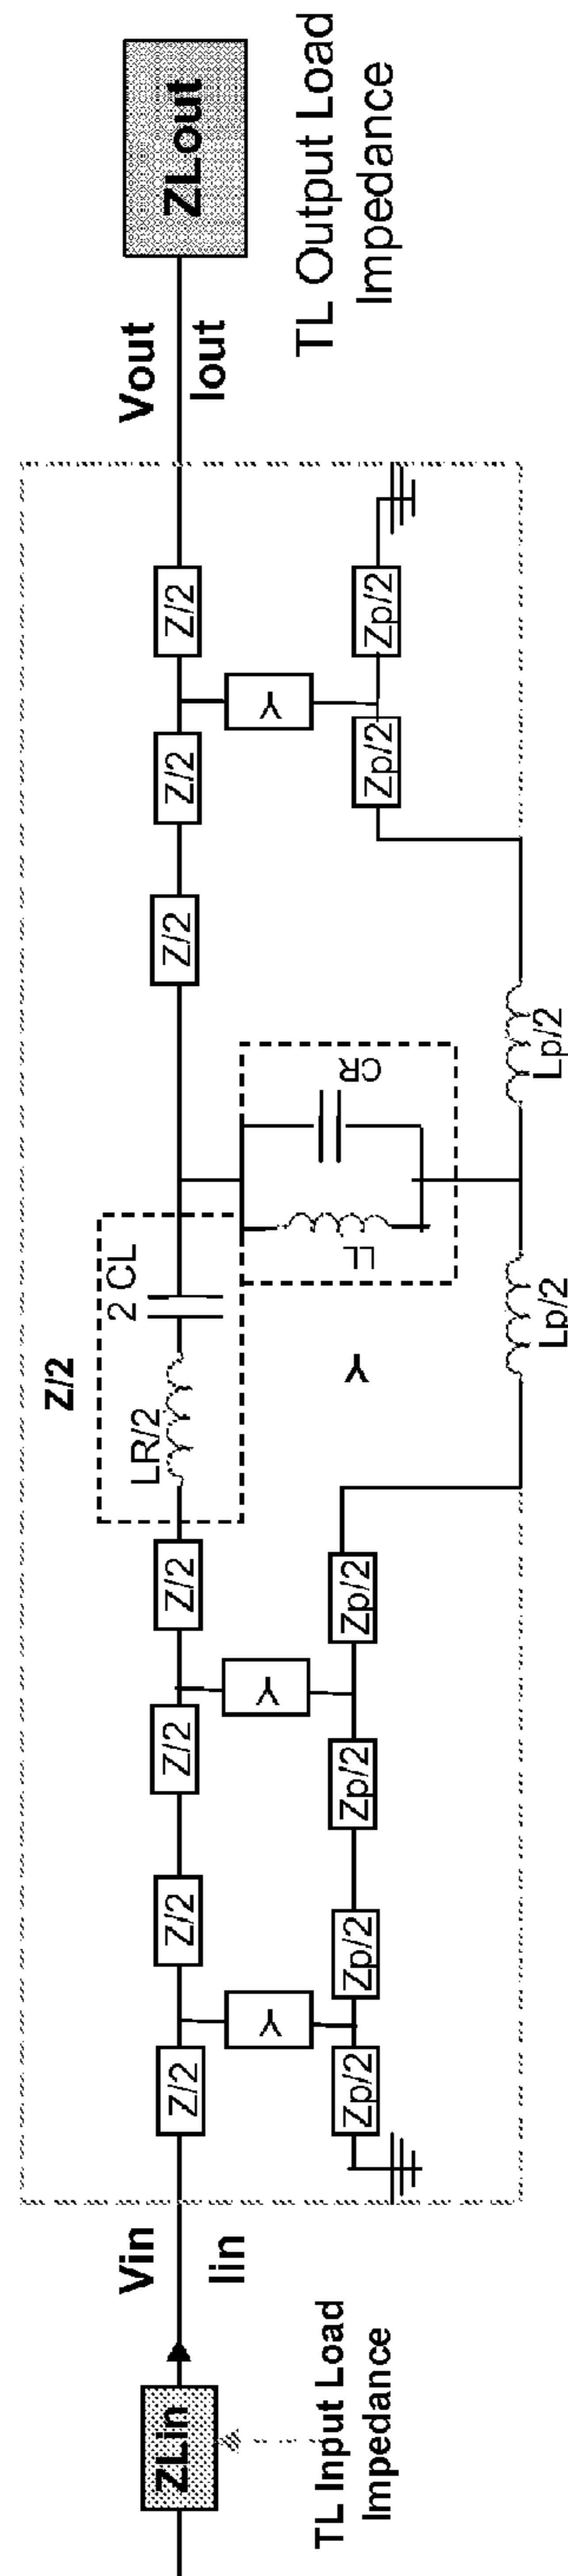 ZLin
TL Input Load
Impedance
Vin
Iin
Z/2
Y
Zp/2
Zp/2
Z/2
Z/2
Y
Zp/2
Zp/2
Z/2
Z/2
LR/2
2 CL
LL
CR
Y
Lp/2
Lp/2
Z/2
Z/2
Y
Zp/2
Zp/2
Z/2
Vout
Iout
ZLout
TL Output Load
Impedance